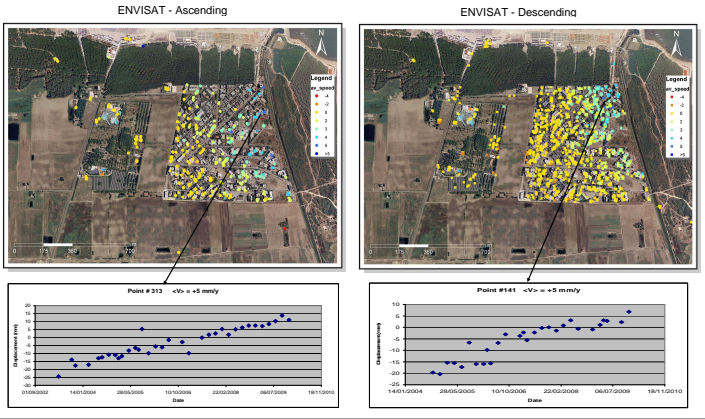 ENVISAT - Ascending
N
Legend
av_speed
-4
-2
0
2
3
4
5
>5
0 175 350 700
Point # 313 <V> = +5 mm/y
Displacement (mm)
20
15
10
5
0
-5
-10
-15
-20
-25
-30
01/09/2002 14/01/2004 28/05/2005 10/10/2006 22/02/2008 06/07/2009 18/11/2010
Date
ENVISAT - Descending
N
Legend
av_speed
-4
-2
0
2
3
4
5
>5
0 175 350 700
Point #141 <V> = +5 mm/y
Displacement(mm)
10
5
0
-5
-10
-15
-20
-25
14/01/2004 28/05/2005 10/10/2006 22/02/2008 06/07/2009 18/11/2010
Date